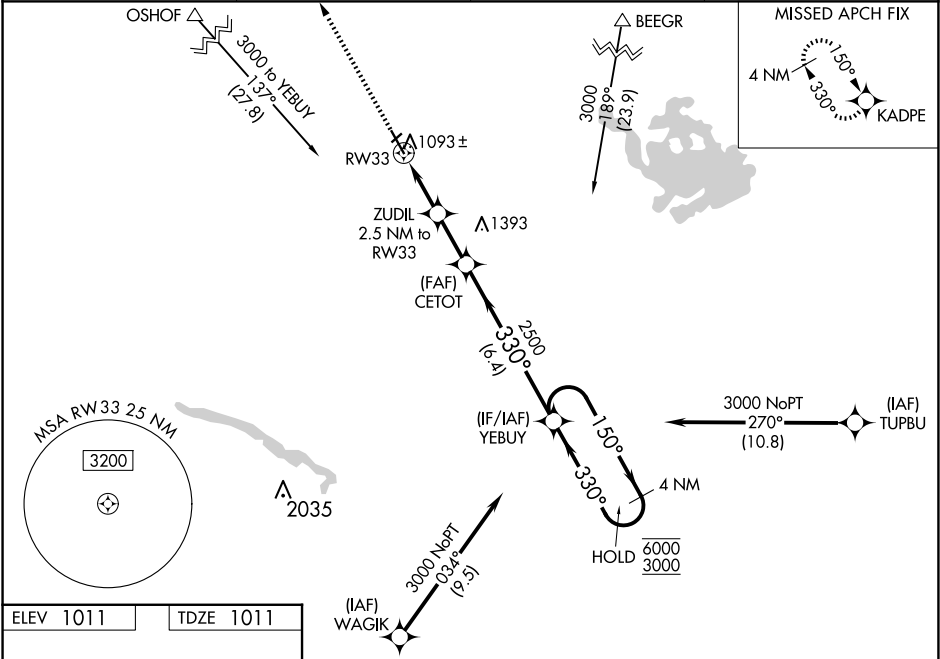 OSHOF
3000 to YEBUY
137°
(27.8)
BEEGR
3000
189°
(23.9)
MISSED APCH FIX
4 NM
150°
330°
KADPE
1093 ±
RW33
ZUDIL
2.5 NM to
RW33
1393
(FAF)
CETOT
2500
330°
(6.4)
(IF/IAF)
YEBUY
150°
330°
4 NM
HOLD
6000
3000
3000 NoPT
270°
(10.8)
(IAF)
TUPBU
MSA RW33 25 NM
3200
2035
3000 NoPT
034°
(9.5)
(IAF)
WAGIK
ELEV 1011
TDZE 1011